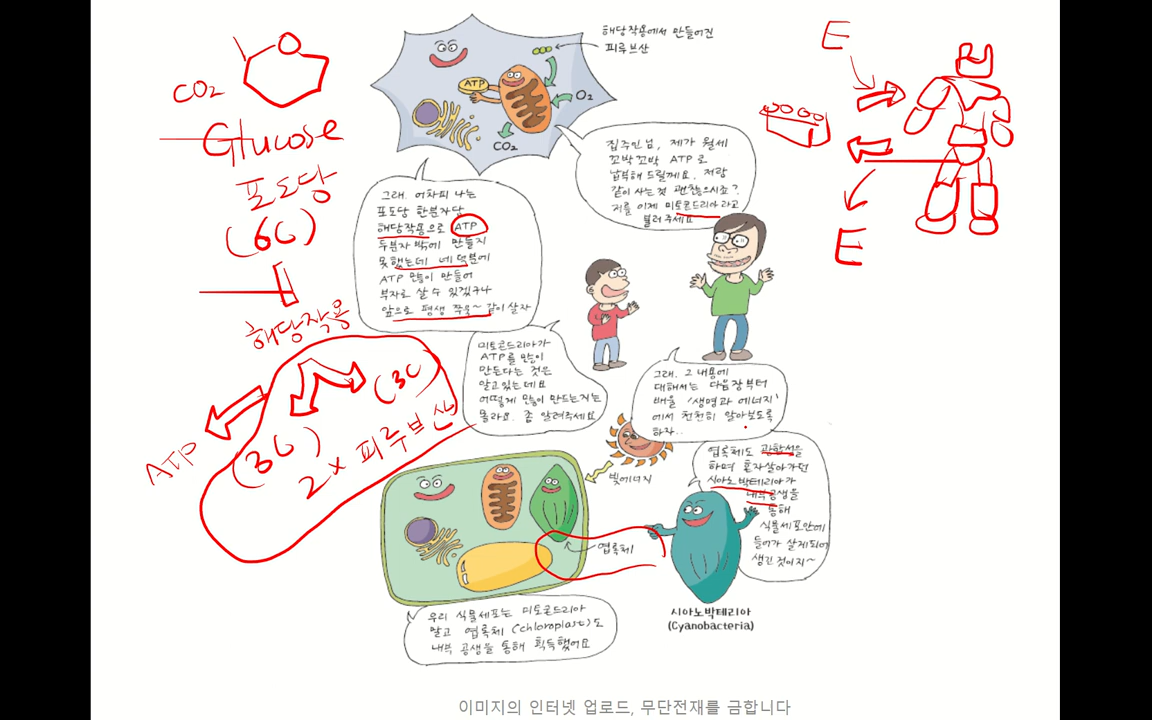 CO2
Glucose
포도당
(6C)
해당작용
ATP
(3C)
(3C)
2× 피루브산
해당작용에서 만들어진
피루브산
ATP
O2
CO2
E
E
집주인님, 제가 월세
꼬박꼬박 ATP로
납부해 드릴께요. 저랑
같이 사는것 괜찮으시죠?
저를 이제 미토콘드리아라고
불러주세요
그래. 어차피 나는
포도당 한분자당
해당작용으로 ATP
두분자 밖에 만들지
못했는데 네 덕분에
ATP 많이 만들어
부자로 살 수 있겠구나
앞으로 평생 쭈욱~ 같이 살자
미토콘드리아가
ATP를 많이
만든다는 것은
알고있는데요
어떻게 많이 만드는지는
몰라요. 좀 알려주세요
그래. 그 내용에
대해서는 다음장부터
배울 '생명과 에너지'
에서 천천히 알아보도록
하자..
빛에너지
엽록체도 광합성을
하며 혼자살아가던
시아노박테리아가
내부공생을
통해
식물세포안에
들어가 살게되어
생긴 것이지~
엽록체
시아노박테리아
(Cyanobacteria)
우리 식물세포는 미토콘드리아
말고 엽록체 (chloroplast)도
내부 공생을 통해 획득했어요
이미지의 인터넷 업로드, 무단전재를 금합니다